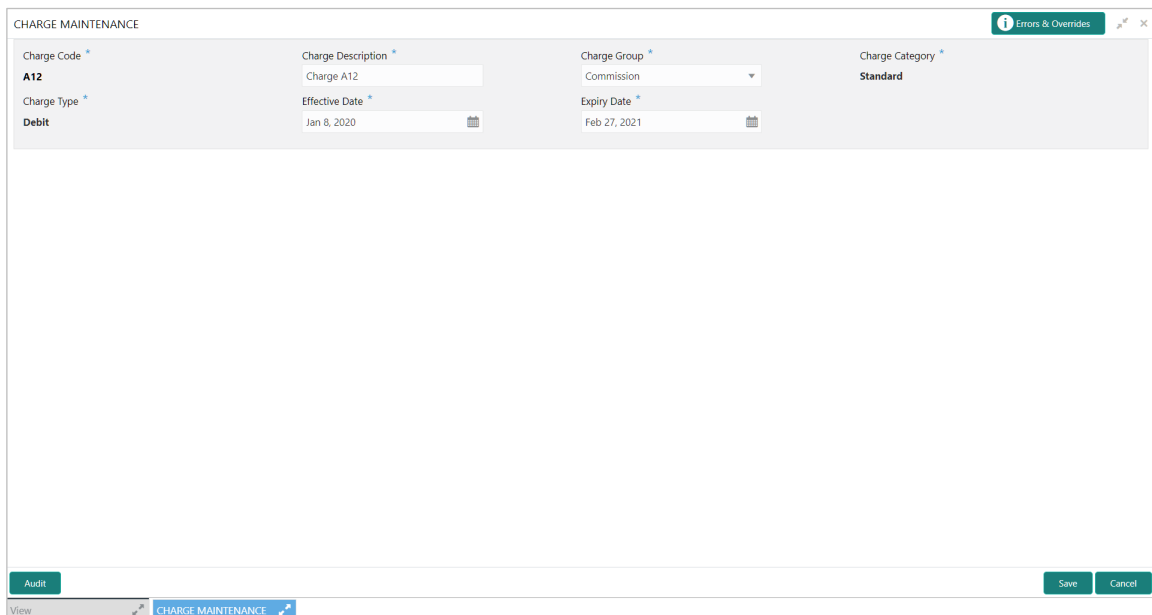 CHARGE MAINTENANCE
Errors & Overrides
Charge Code *
Charge Description *
Charge Group *
Charge Category *
A12
Charge A12
Commission
Standard
Charge Type *
Effective Date *
Expiry Date *
Debit
Jan 8, 2020
Feb 27, 2021
Audit
Save
Cancel
View
CHARGE MAINTENANCE